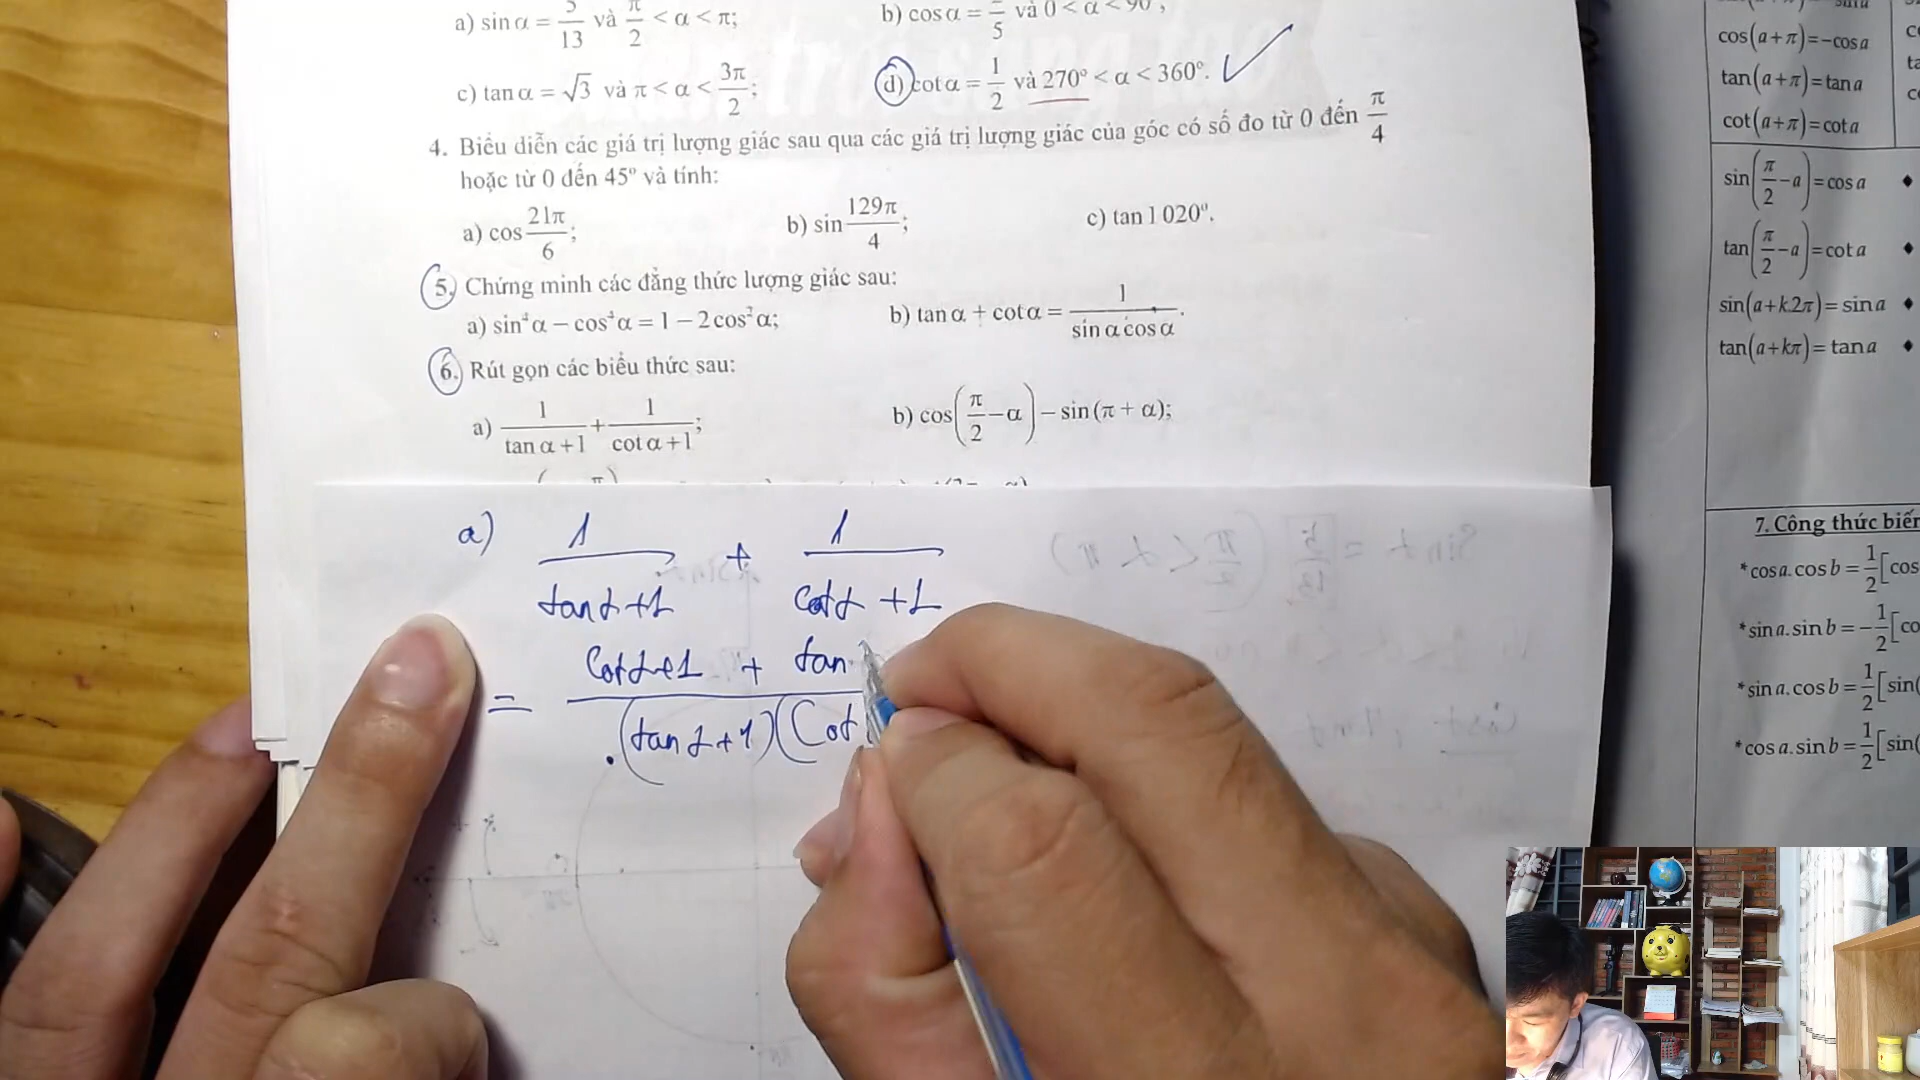 a) sin α = 5/13 và π/2 < α < π; b) cos α = /5 và 0 < α < 90°;
c) tan α = √3 và π < α < 3π/2; d) cot α = 1/2 và 270° < α < 360°.
4. Biểu diễn các giá trị lượng giác sau qua các giá trị lượng giác của góc có số đo từ 0 đến π/4
hoặc từ 0 đến 45° và tính:
a) cos 21π/6; b) sin 129π/4; c) tan 1 020°.
5. Chứng minh các đẳng thức lượng giác sau:
a) sin⁴α − cos⁴α = 1 − 2cos²α; b) tan α + cot α = 1/(sin α cos α).
6. Rút gọn các biểu thức sau:
a) 1/(tan α + 1) + 1/(cot α + 1); b) cos(π/2 − α) − sin(π + α);
a) 1/(tan α + 1) + 1/(cot α + 1)
= (cot α + 1 + tan)/(tan α + 1)(Cot
cos(a+π)=−cos a
tan(a+π)=tan a
cot(a+π)=cot a
sin(π/2 − a)=cos a
tan(π/2 − a)=cot a
sin(a+k2π)=sin a
tan(a+kπ)=tan a
7. Công thức biến
*cos a.cos b = 1/2[cos
*sin a.sin b = −1/2[co
*sin a.cos b = 1/2[sin(
*cos a.sin b = 1/2[sin(